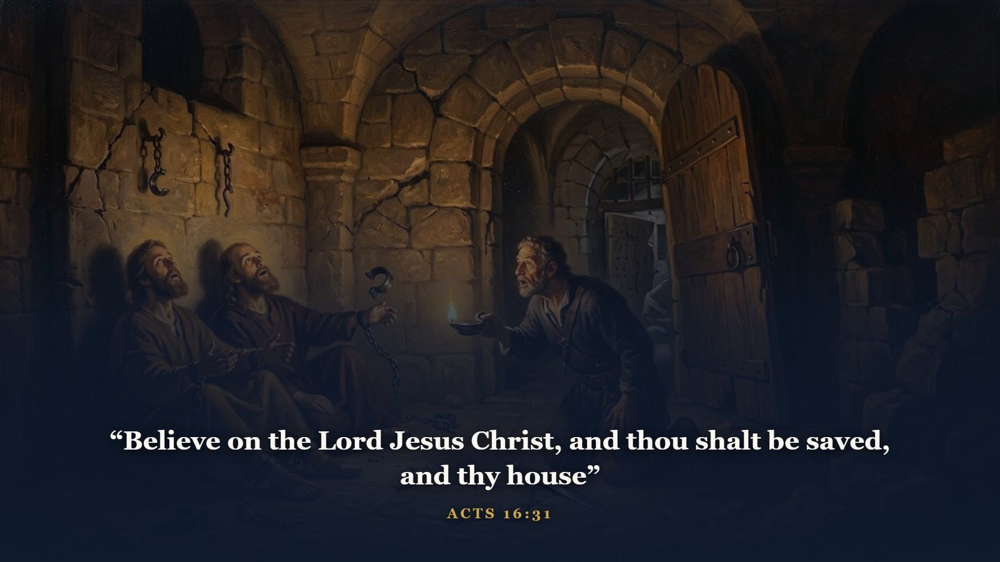 “Believe on the Lord Jesus Christ, and thou shalt be saved,
and thy house”
ACTS 16:31